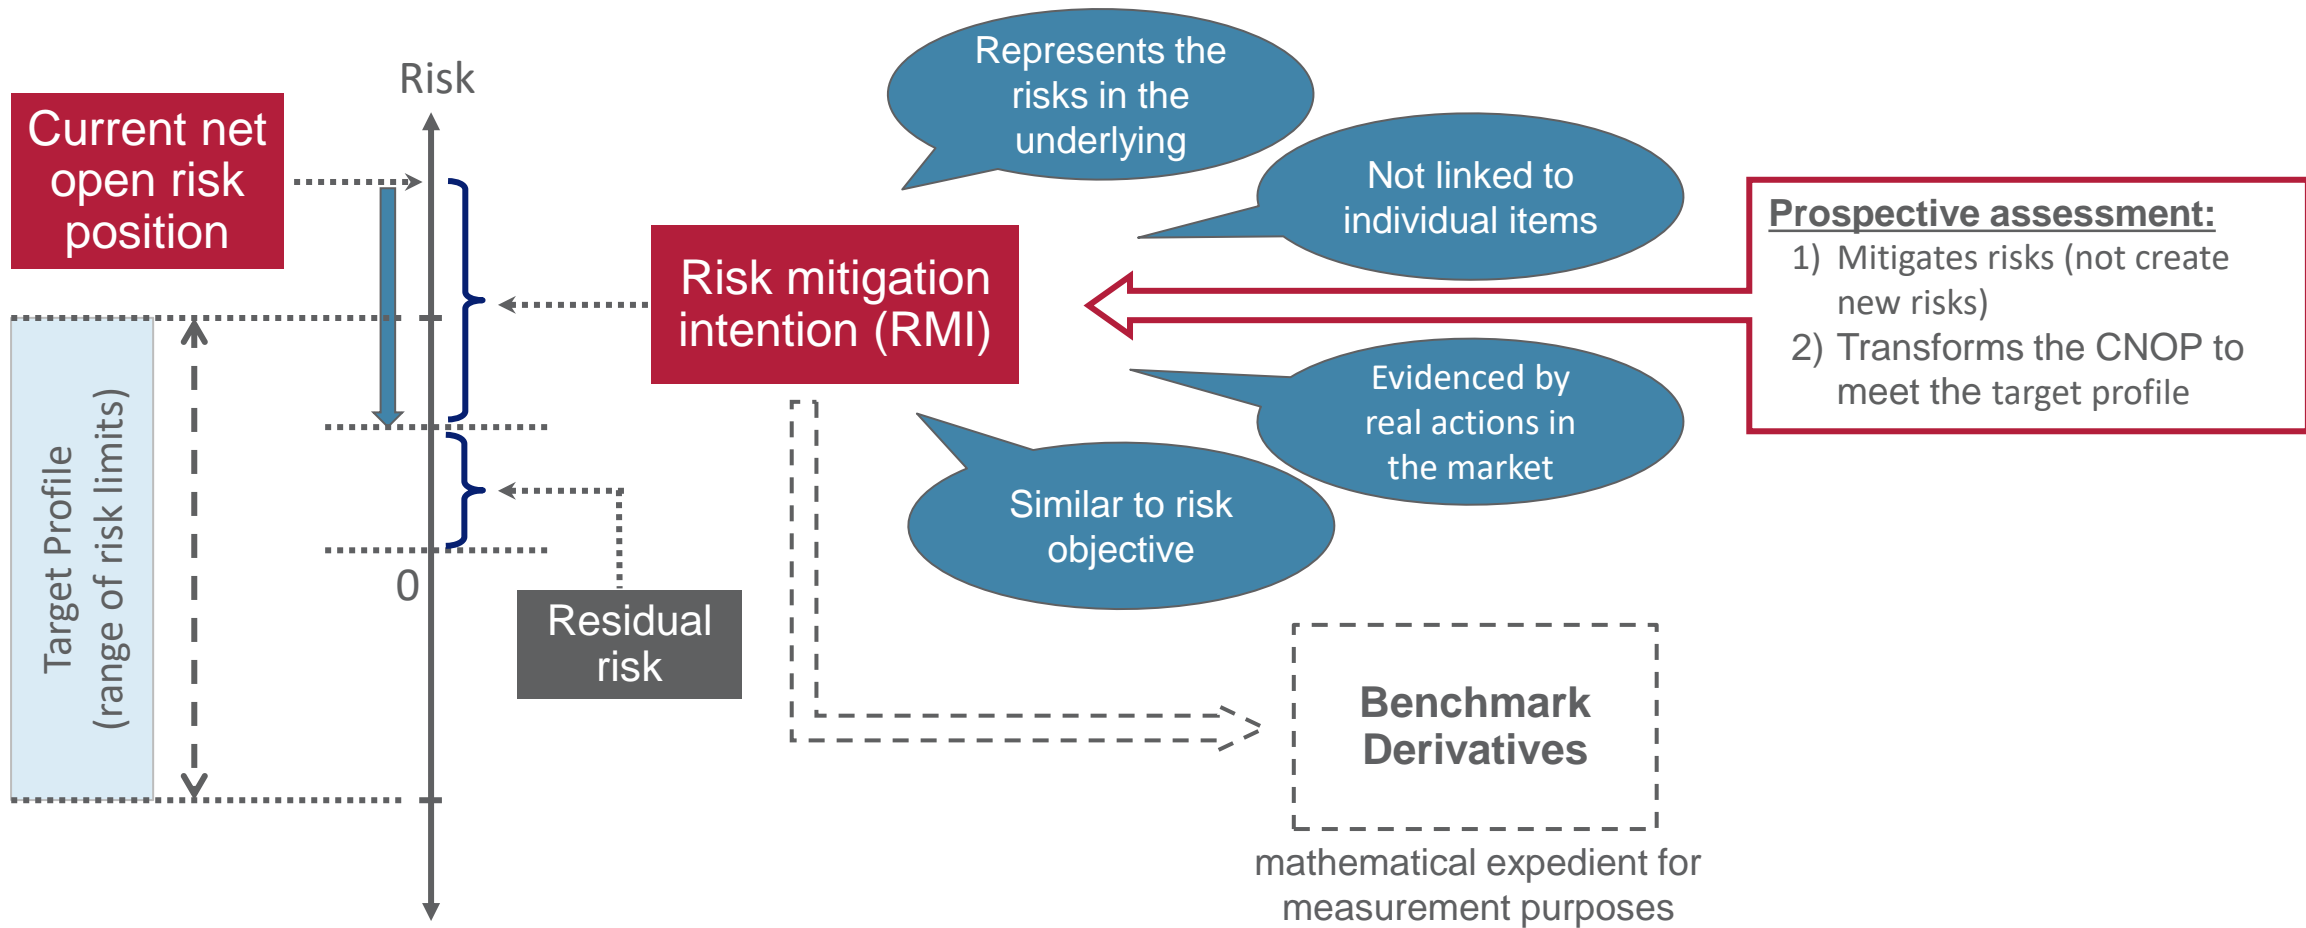 Risk
Current net
open risk
position
Target Profile
(range of risk limits)
0
Residual
risk
Risk mitigation
intention (RMI)
Represents the
risks in the
underlying
Not linked to
individual items
Evidenced by
real actions in
the market
Similar to risk
objective
Prospective assessment:
1) Mitigates risks (not create
new risks)
2) Transforms the CNOP to
meet the target profile
Benchmark
Derivatives
mathematical expedient for
measurement purposes